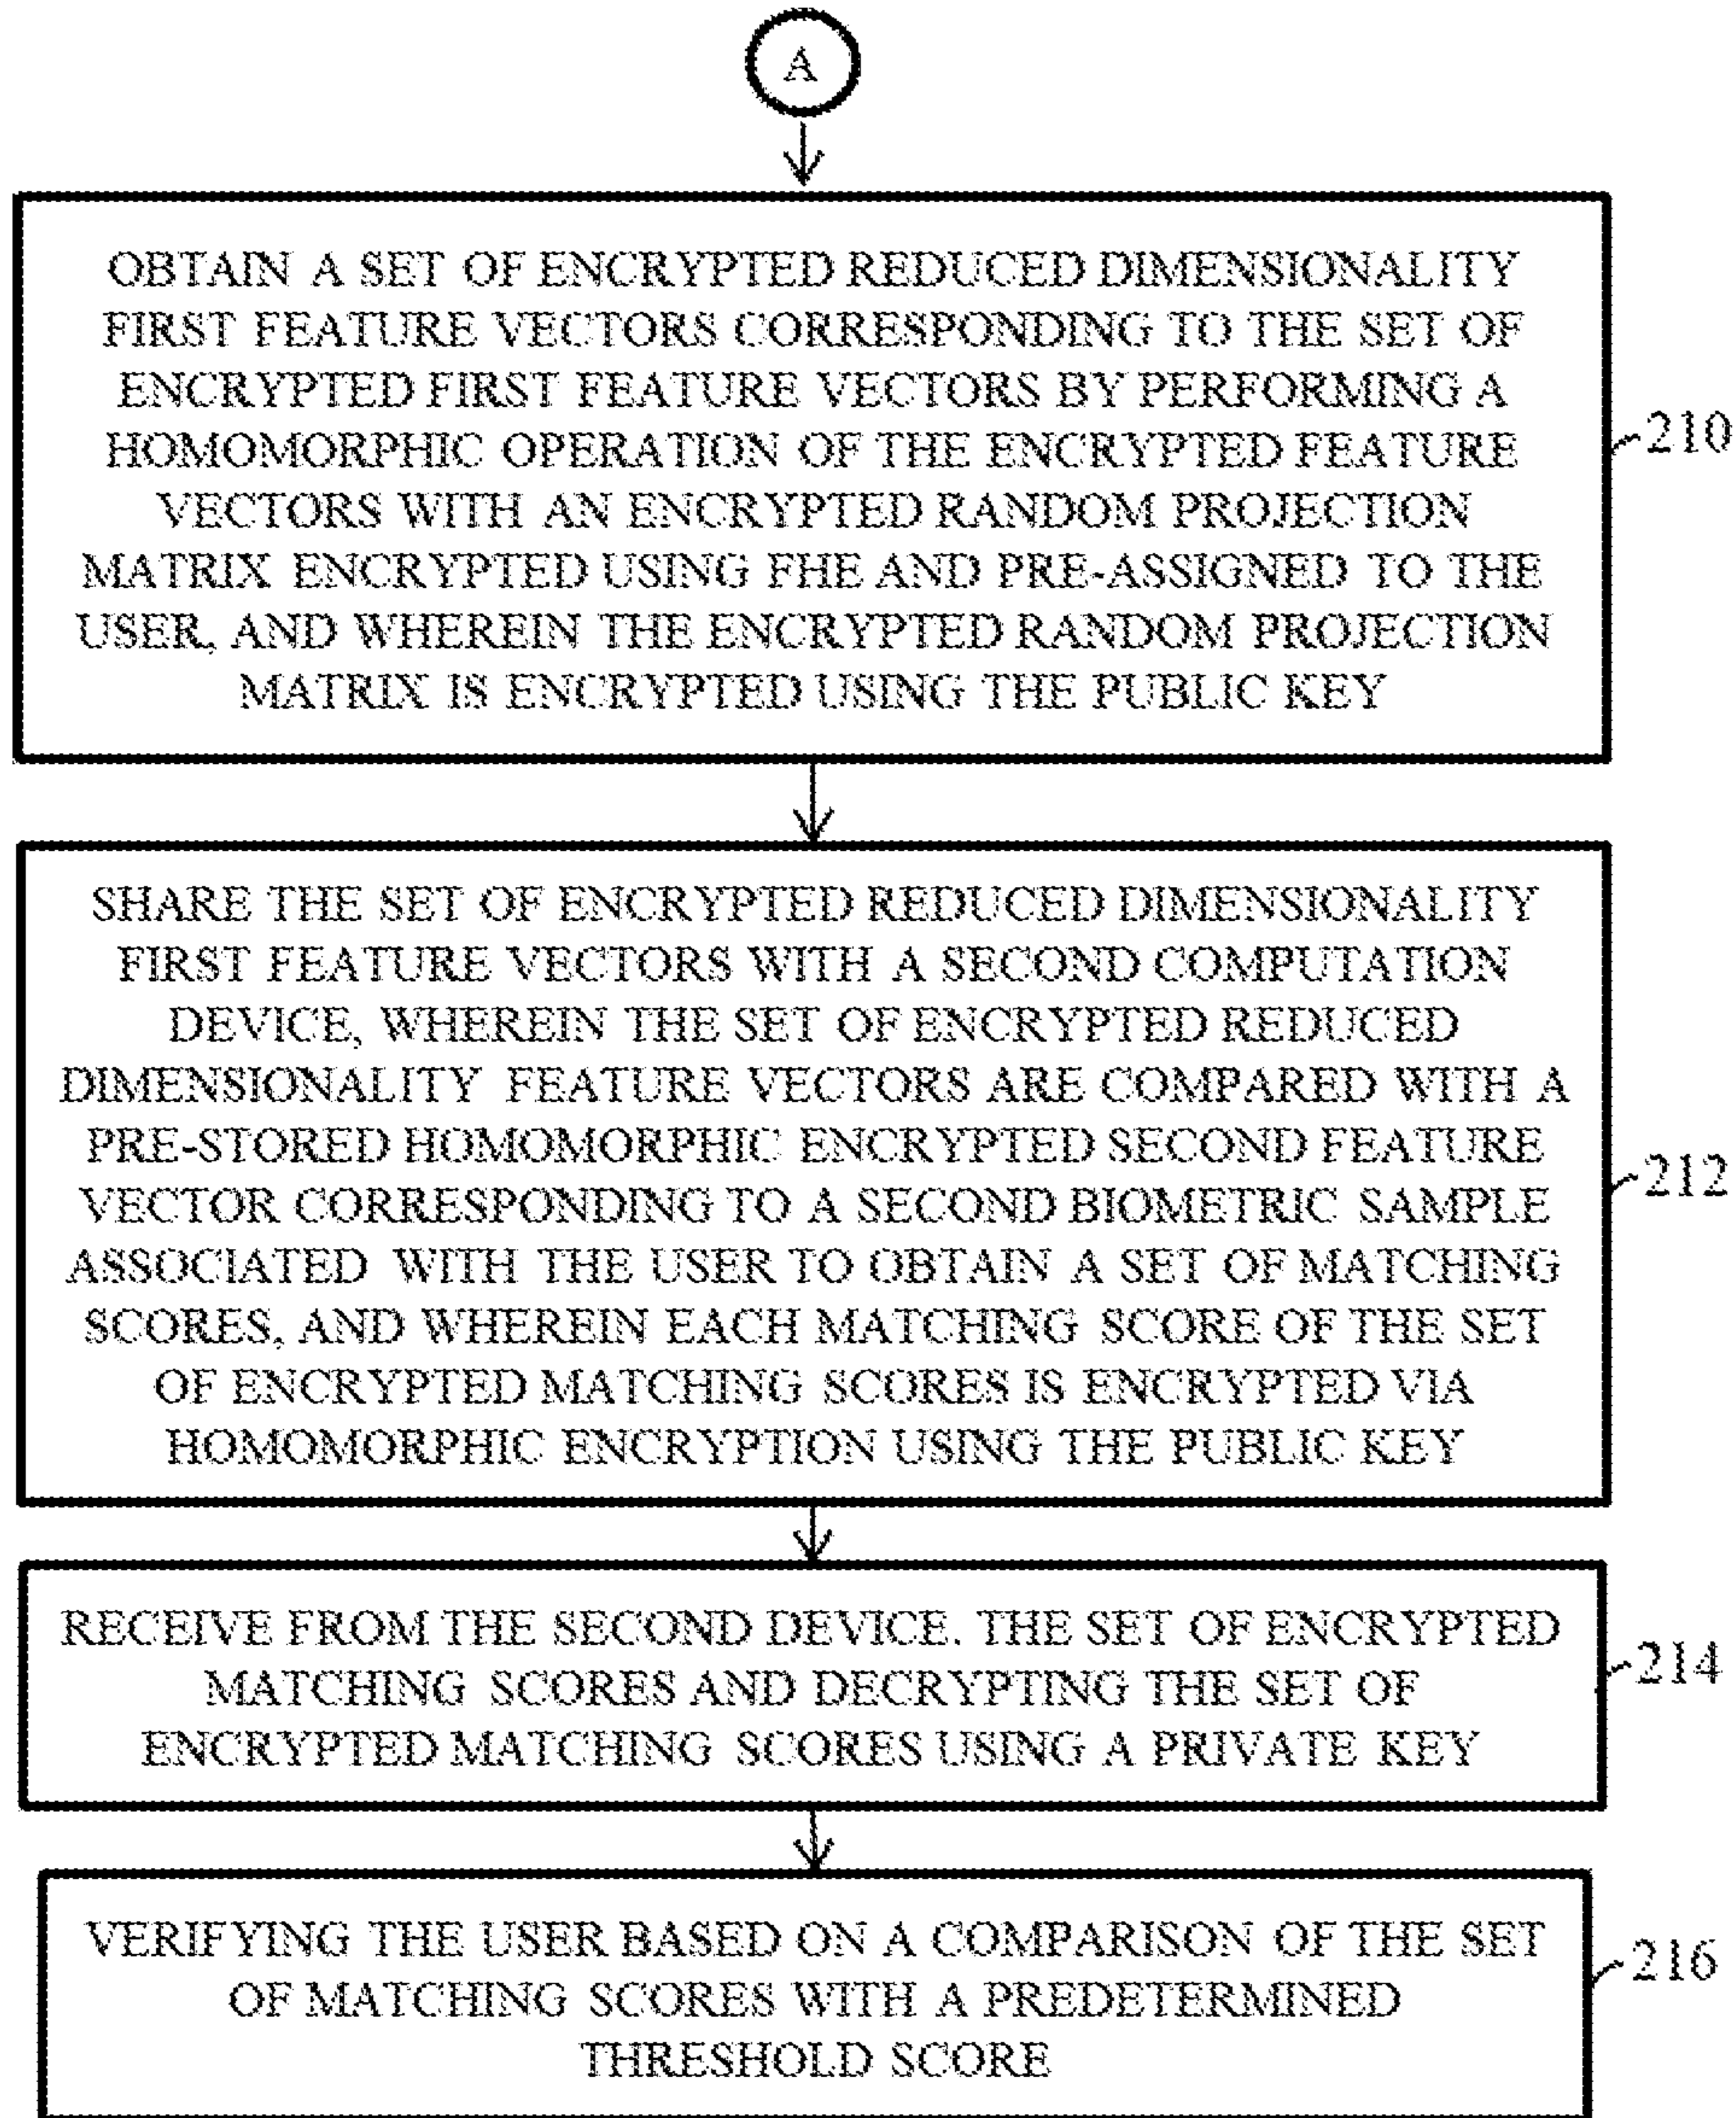 A
OBTAIN A SET OF ENCRYPTED REDUCED DIMENSIONALITY
FIRST FEATURE VECTORS CORRESPONDING TO THE SET OF
ENCRYPTED FIRST FEATURE VECTORS BY PERFORMING A
HOMOMORPHIC OPERATION OF THE ENCRYPTED FEATURE
VECTORS WITH AN ENCRYPTED RANDOM PROJECTION
MATRIX ENCRYPTED USING FHE AND PRE-ASSIGNED TO THE
USER, AND WHEREIN THE ENCRYPTED RANDOM PROJECTION
MATRIX IS ENCRYPTED USING THE PUBLIC KEY
210
SHARE THE SET OF ENCRYPTED REDUCED DIMENSIONALITY
FIRST FEATURE VECTORS WITH A SECOND COMPUTATION
DEVICE, WHEREIN THE SET OF ENCRYPTED REDUCED
DIMENSIONALITY FEATURE VECTORS ARE COMPARED WITH A
PRE-STORED HOMOMORPHIC ENCRYPTED SECOND FEATURE
VECTOR CORRESPONDING TO A SECOND BIOMETRIC SAMPLE
ASSOCIATED WITH THE USER TO OBTAIN A SET OF MATCHING
SCORES, AND WHEREIN EACH MATCHING SCORE OF THE SET
OF ENCRYPTED MATCHING SCORES IS ENCRYPTED VIA
HOMOMORPHIC ENCRYPTION USING THE PUBLIC KEY
212
RECEIVE FROM THE SECOND DEVICE. THE SET OF ENCRYPTED
MATCHING SCORES AND DECRYPTING THE SET OF
ENCRYPTED MATCHING SCORES USING A PRIVATE KEY
214
VERIFYING THE USER BASED ON A COMPARISON OF THE SET
OF MATCHING SCORES WITH A PREDETERMINED
THRESHOLD SCORE
216